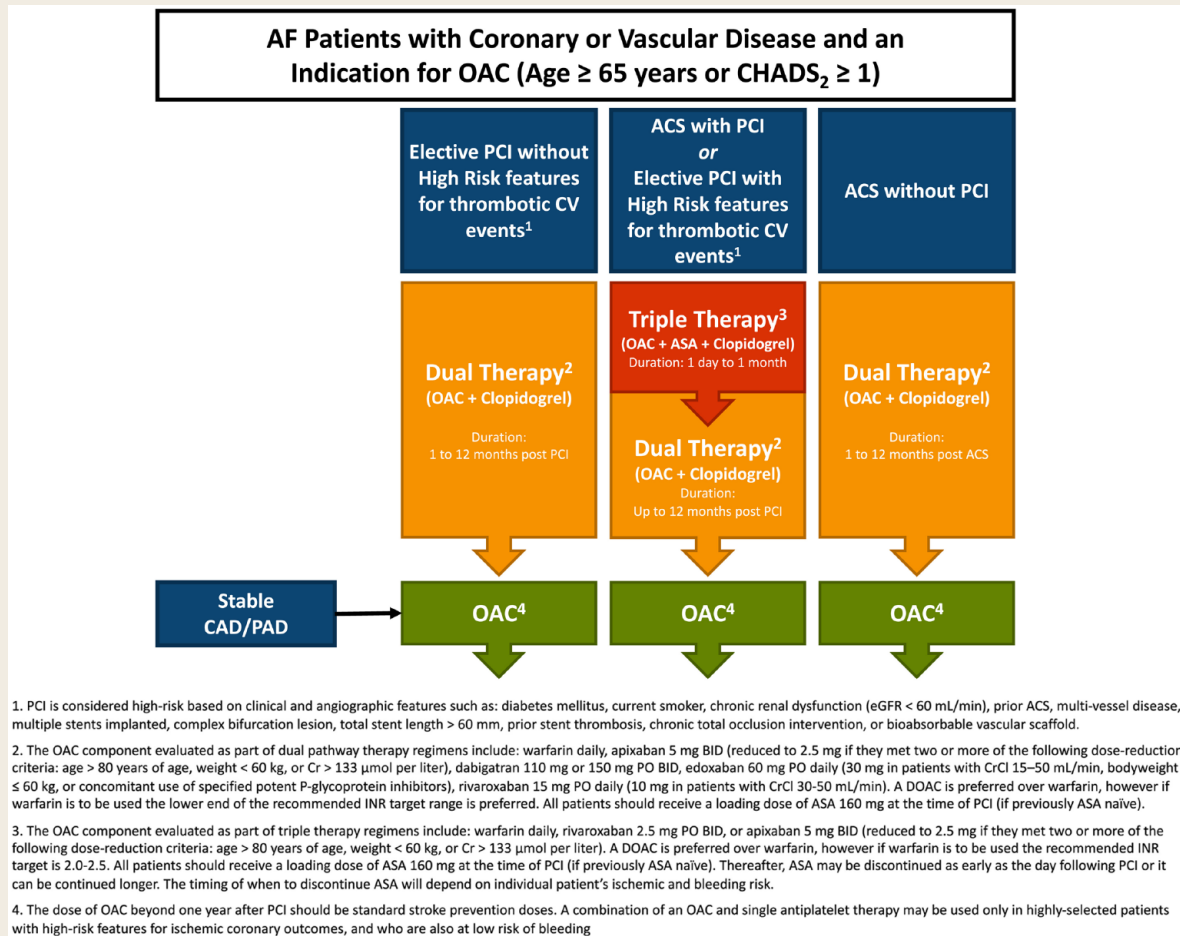 AF Patients with Coronary or Vascular Disease and an
Indication for OAC (Age ≥ 65 years or CHADS₂ ≥ 1)
Elective PCI without
High Risk features
for thrombotic CV
events¹
ACS with PCI
or
Elective PCI with
High Risk features
for thrombotic CV
events¹
ACS without PCI
Dual Therapy²
(OAC + Clopidogrel)
Duration:
1 to 12 months post PCI
Triple Therapy³
(OAC + ASA + Clopidogrel)
Duration: 1 day to 1 month
Dual Therapy²
(OAC + Clopidogrel)
Duration:
Up to 12 months post PCI
Dual Therapy²
(OAC + Clopidogrel)
Duration:
1 to 12 months post ACS
Stable
CAD/PAD
OAC⁴
OAC⁴
OAC⁴
1. PCI is considered high-risk based on clinical and angiographic features such as: diabetes mellitus, current smoker, chronic renal dysfunction (eGFR < 60 mL/min), prior ACS, multi-vessel disease,
multiple stents implanted, complex bifurcation lesion, total stent length > 60 mm, prior stent thrombosis, chronic total occlusion intervention, or bioabsorbable vascular scaffold.
2. The OAC component evaluated as part of dual pathway therapy regimens include: warfarin daily, apixaban 5 mg BID (reduced to 2.5 mg if they met two or more of the following dose-reduction
criteria: age > 80 years of age, weight < 60 kg, or Cr > 133 μmol per liter), dabigatran 110 mg or 150 mg PO BID, edoxaban 60 mg PO daily (30 mg in patients with CrCl 15–50 mL/min, bodyweight
≤ 60 kg, or concomitant use of specified potent P-glycoprotein inhibitors), rivaroxaban 15 mg PO daily (10 mg in patients with CrCl 30-50 mL/min). A DOAC is preferred over warfarin, however if
warfarin is to be used the lower end of the recommended INR target range is preferred. All patients should receive a loading dose of ASA 160 mg at the time of PCI (if previously ASA naïve).
3. The OAC component evaluated as part of triple therapy regimens include: warfarin daily, rivaroxaban 2.5 mg PO BID, or apixaban 5 mg BID (reduced to 2.5 mg if they met two or more of the
following dose-reduction criteria: age > 80 years of age, weight < 60 kg, or Cr > 133 μmol per liter). A DOAC is preferred over warfarin, however if warfarin is to be used the recommended INR
target is 2.0-2.5. All patients should receive a loading dose of ASA 160 mg at the time of PCI (if previously ASA naïve). Thereafter, ASA may be discontinued as early as the day following PCI or it
can be continued longer. The timing of when to discontinue ASA will depend on individual patient's ischemic and bleeding risk.
4. The dose of OAC beyond one year after PCI should be standard stroke prevention doses. A combination of an OAC and single antiplatelet therapy may be used only in highly-selected patients
with high-risk features for ischemic coronary outcomes, and who are also at low risk of bleeding